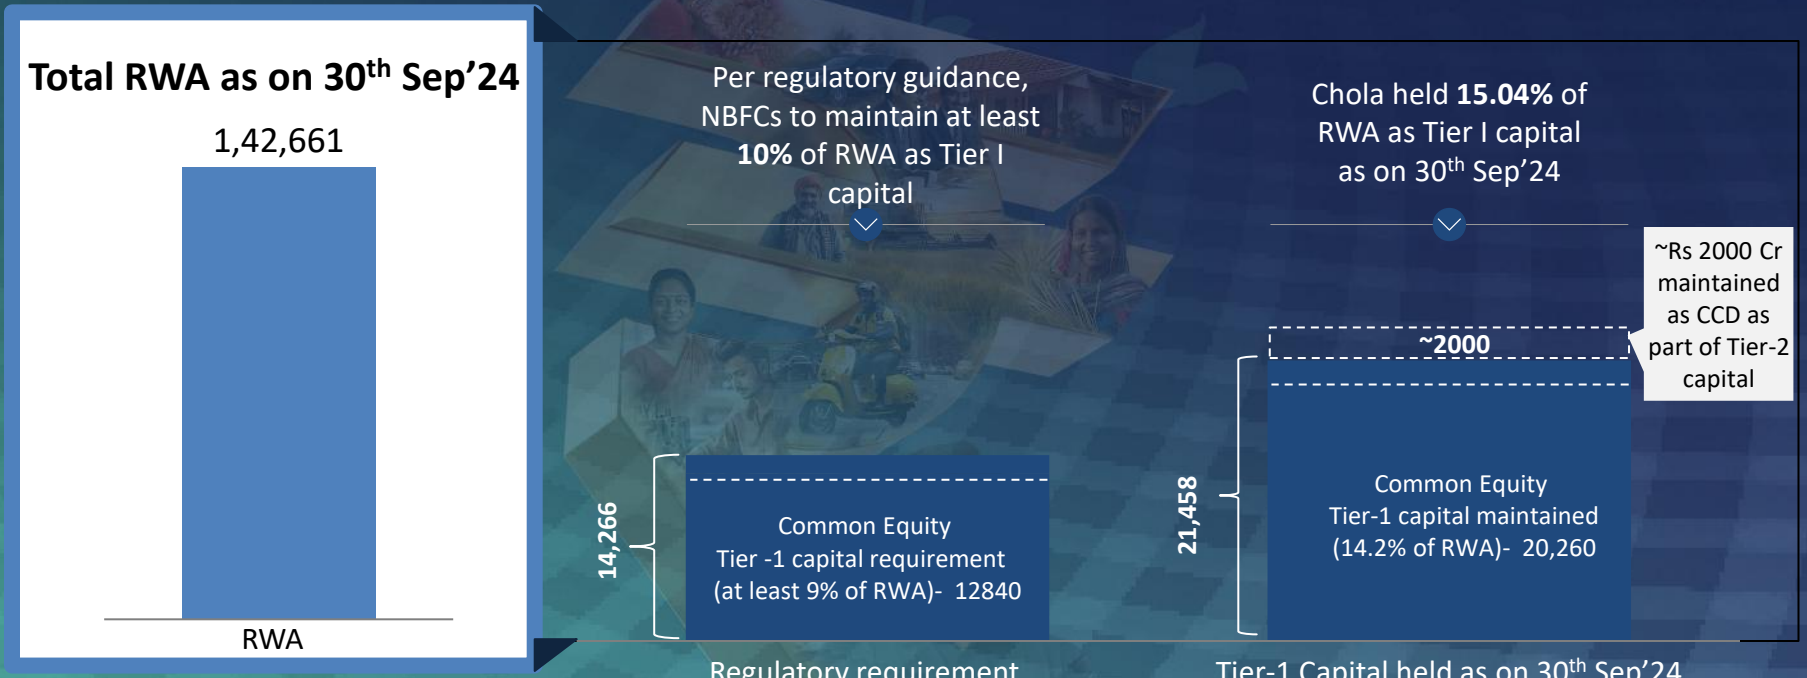 Total RWA as on 30th Sep'24
1,42,661
RWA
Per regulatory guidance,
NBFCs to maintain at least
10% of RWA as Tier I
capital
14,266
Common Equity
Tier -1 capital requirement
(at least 9% of RWA)- 12840
Regulatory requirement
Chola held 15.04% of
RWA as Tier I capital
as on 30th Sep'24
~Rs 2000 Cr
maintained
as CCD as
part of Tier-2
capital
~2000
21,458
Common Equity
Tier-1 capital maintained
(14.2% of RWA)- 20,260
Tier-1 Capital held as on 30th Sep'24